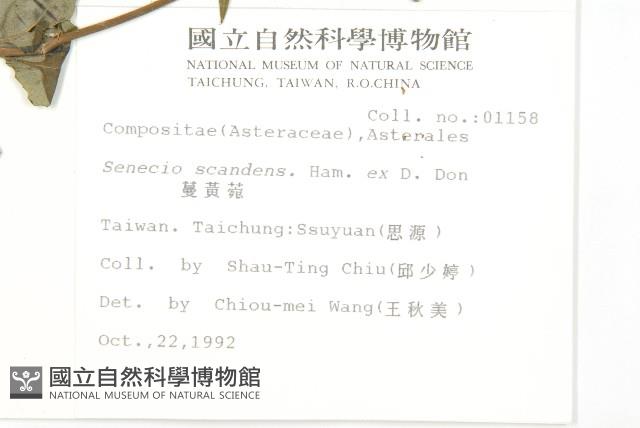 國立自然科學博物館
NATIONAL MUSEUM OF NATURAL SCIENCE
TAICHUNG, TAIWAN, R.O.CHINA
Coll. no.:01158
Compositae(Asteraceae),Asterales
Senecio scandens. Ham. ex D. Don
蔓黃菀
Taiwan. Taichung:Ssuyuan(思源)
Coll. by Shau-Ting Chiu(邱少婷)
Det. by Chiou-mei Wang(王秋美)
Oct.,22,1992
國立自然科學博物館
NATIONAL MUSEUM OF NATURAL SCIENCE